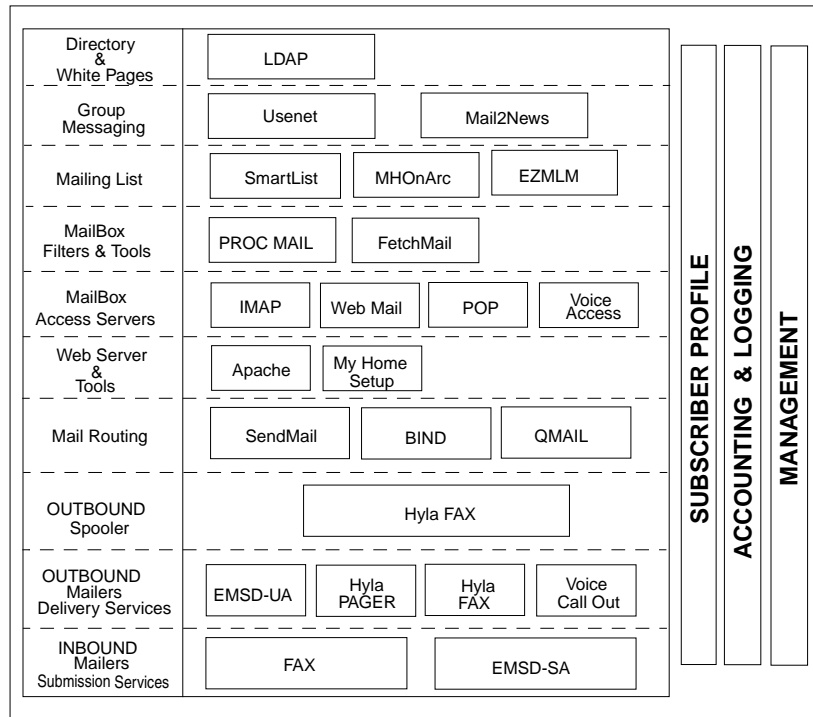 Directory
&
White Pages
LDAP
Group
Messaging
Usenet
Mail2News
Mailing List
SmartList
MHOnArc
EZMLM
MailBox
Filters & Tools
PROC MAIL
FetchMail
MailBox
Access Servers
IMAP
Web Mail
POP
Voice
Access
Web Server
&
Tools
Apache
My Home
Setup
Mail Routing
SendMail
BIND
QMAIL
OUTBOUND
Spooler
Hyla FAX
OUTBOUND
Mailers
Delivery Services
EMSD-UA
Hyla
PAGER
Hyla
FAX
Voice
Call Out
INBOUND
Mailers
Submission Services
FAX
EMSD-SA
SUBSCRIBER PROFILE
ACCOUNTING & LOGGING
MANAGEMENT